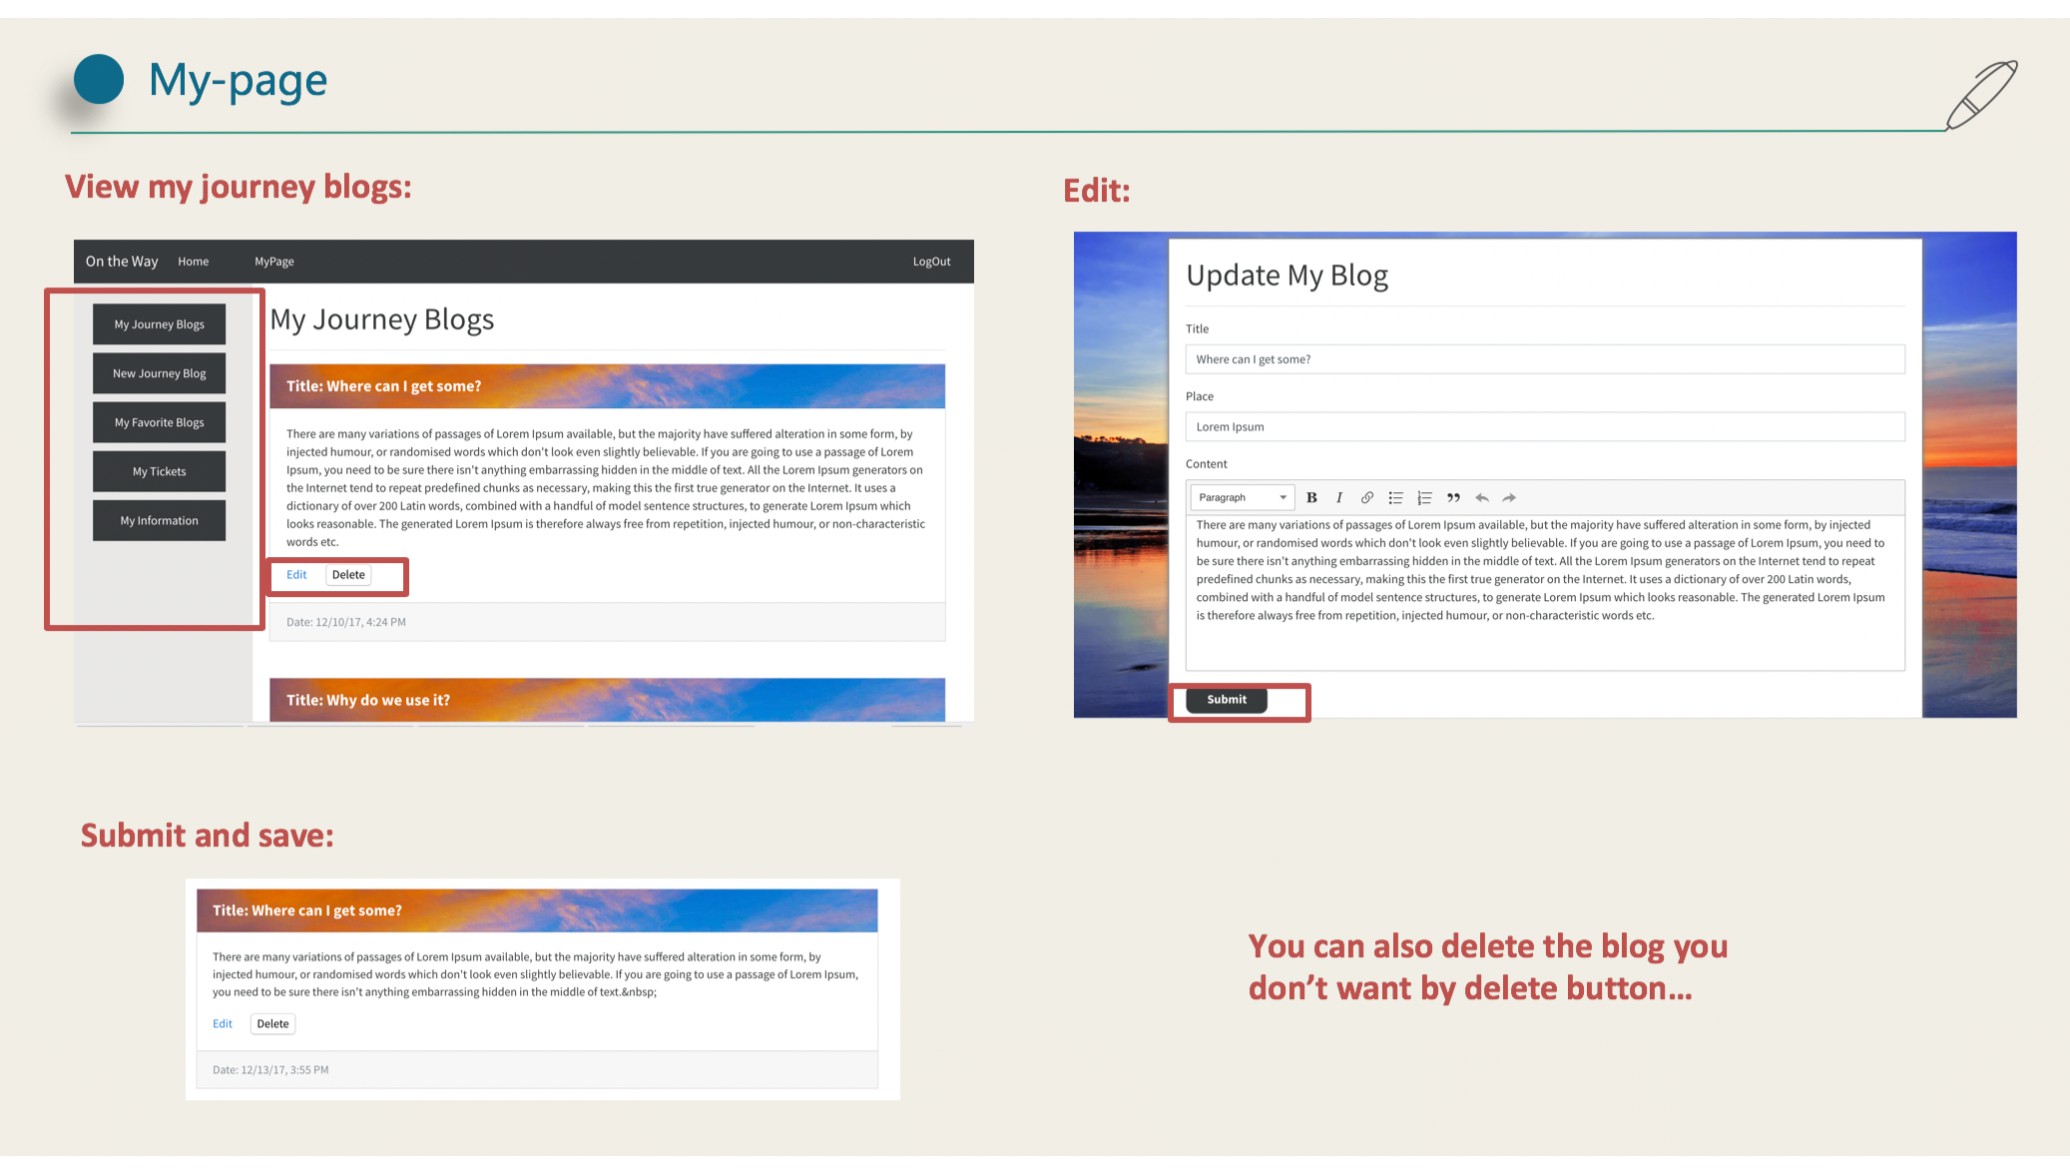 My-page
View my journey blogs:
On the Way Home MyPage LogOut
My Journey Blogs
New Journey Blog
My Favorite Blogs
My Tickets
My Information
My Journey Blogs
Title: Where can I get some?
There are many variations of passages of Lorem Ipsum available, but the majority have suffered alteration in some form, by
injected humour, or randomised words which don't look even slightly believable. If you are going to use a passage of Lorem
Ipsum, you need to be sure there isn't anything embarrassing hidden in the middle of text. All the Lorem Ipsum generators on
the Internet tend to repeat predefined chunks as necessary, making this the first true generator on the Internet. It uses a
dictionary of over 200 Latin words, combined with a handful of model sentence structures, to generate Lorem Ipsum which
looks reasonable. The generated Lorem Ipsum is therefore always free from repetition, injected humour, or non-characteristic
words etc.
Edit Delete
Date: 12/10/17, 4:24 PM
Title: Why do we use it?
Edit:
Update My Blog
Title
Where can I get some?
Place
Lorem Ipsum
Content
Paragraph B I
There are many variations of passages of Lorem Ipsum available, but the majority have suffered alteration in some form, by injected
humour, or randomised words which don't look even slightly believable. If you are going to use a passage of Lorem Ipsum, you need to
be sure there isn't anything embarrassing hidden in the middle of text. All the Lorem Ipsum generators on the Internet tend to repeat
predefined chunks as necessary, making this the first true generator on the Internet. It uses a dictionary of over 200 Latin words,
combined with a handful of model sentence structures, to generate Lorem Ipsum which looks reasonable. The generated Lorem Ipsum
is therefore always free from repetition, injected humour, or non-characteristic words etc.
Submit
Submit and save:
Title: Where can I get some?
There are many variations of passages of Lorem Ipsum available, but the majority have suffered alteration in some form, by
injected humour, or randomised words which don't look even slightly believable. If you are going to use a passage of Lorem Ipsum,
you need to be sure there isn't anything embarrassing hidden in the middle of text.&nbsp;
Edit Delete
Date: 12/13/17, 3:55 PM
You can also delete the blog you
don't want by delete button...